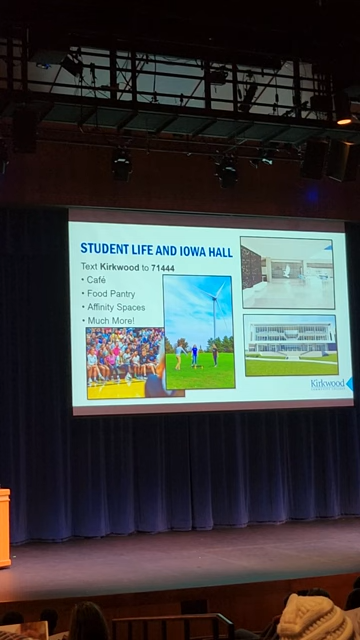 STUDENT LIFE AND IOWA HALL
Text Kirkwood to 71444
• Café
• Food Pantry
• Affinity Spaces
• Much More!
Kirkwood